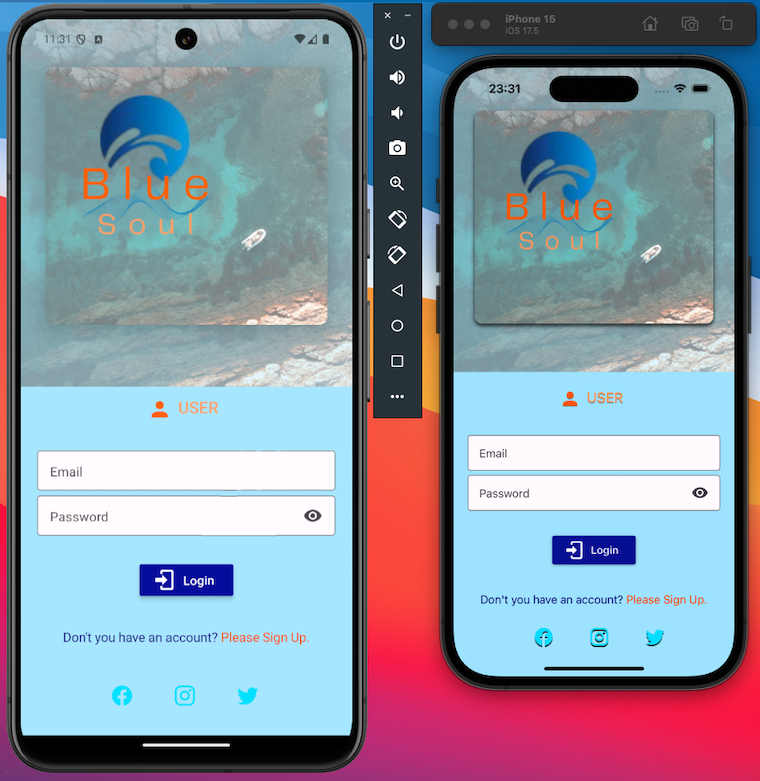 11:31
Blue
Soul
USER
Email
Password
Login
Don't you have an account? Please Sign Up.
iPhone 15
iOS 17.5
23:31
Blue
Soul
USER
Email
Password
Login
Don't you have an account? Please Sign Up.